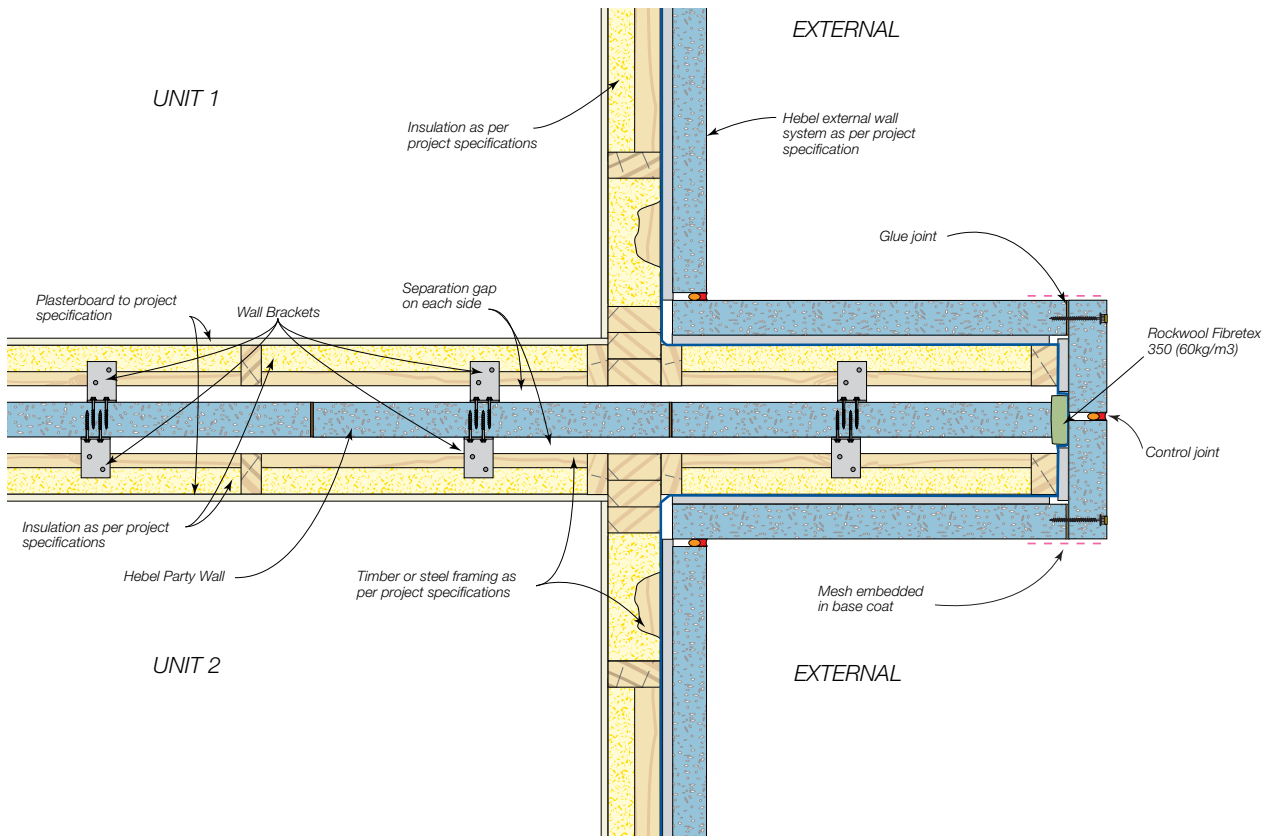 EXTERNAL
UNIT 1
Insulation as per
project specifications
Hebel external wall
system as per project
specification
Glue joint
Plasterboard to project
specification
Wall Brackets
Separation gap
on each side
Rockwool Fibretex
350 (60kg/m3)
Control joint
Insulation as per project
specifications
Hebel Party Wall
Timber or steel framing as
per project specifications
Mesh embedded
in base coat
UNIT 2
EXTERNAL